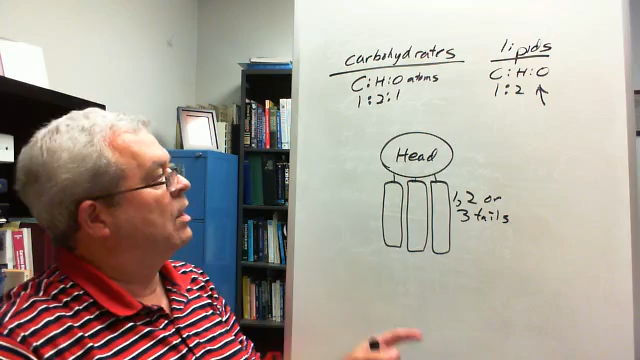 carbohydrates
C:H:O atoms
1:2:1
lipids
C:H:O
1:2 ↑
Head
1, 2 or
3 tails